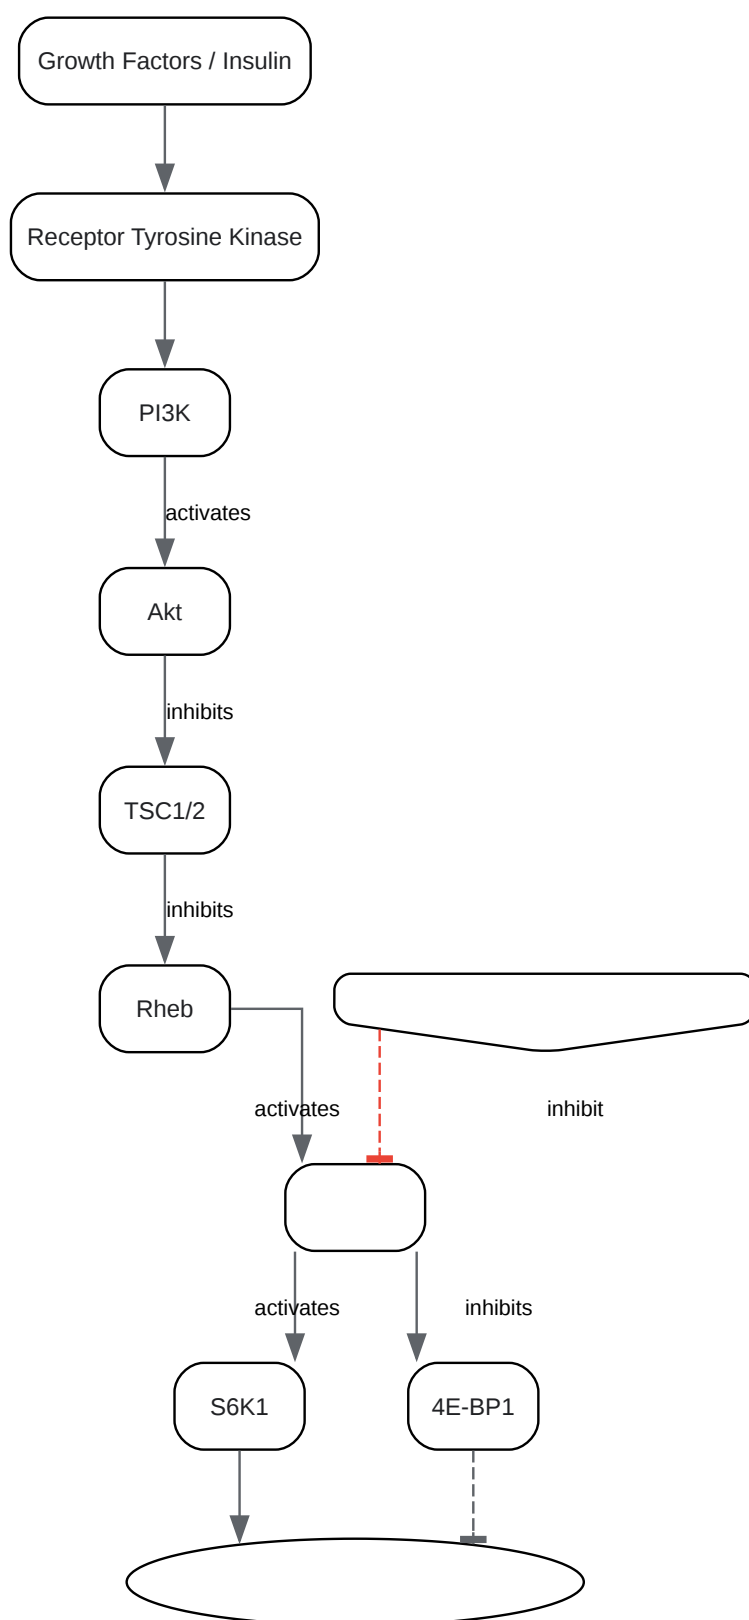 Growth Factors / Insulin
Receptor Tyrosine Kinase
PI3K
activates
Akt
inhibits
TSC1/2
inhibits
Rheb
activates
inhibit
activates
inhibits
S6K1
4E-BP1